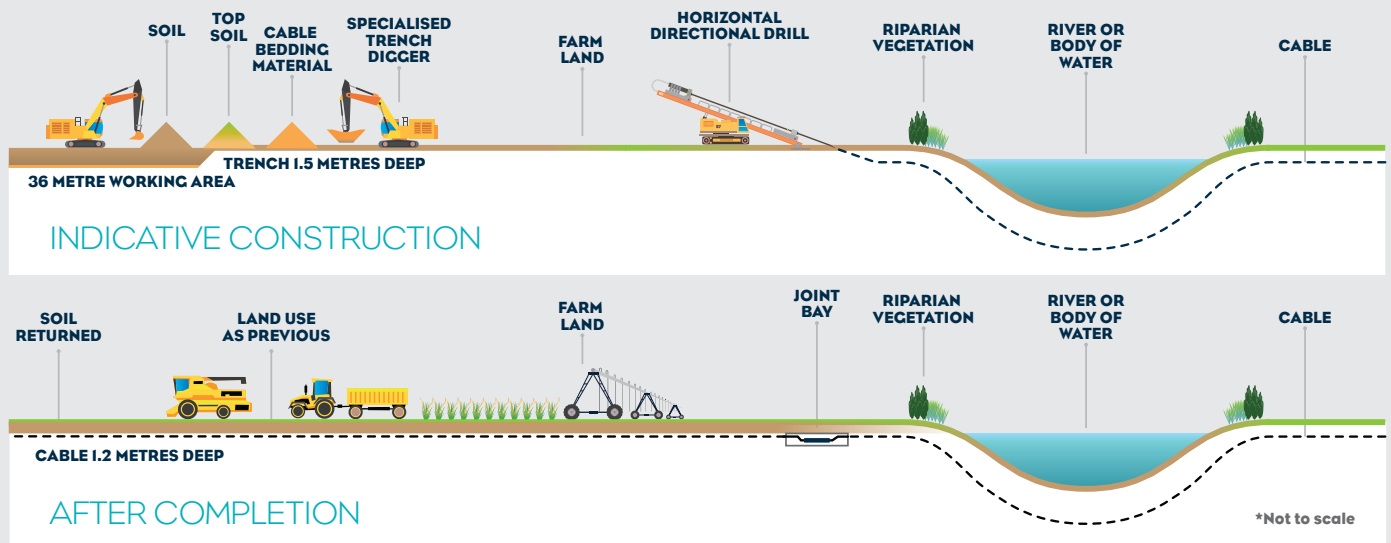 SOIL
TOP
SOIL
CABLE
BEDDING
MATERIAL
SPECIALISED
TRENCH
DIGGER
FARM
LAND
HORIZONTAL
DIRECTIONAL DRILL
RIPARIAN
VEGETATION
RIVER OR
BODY OF
WATER
CABLE
TRENCH 1.5 METRES DEEP
36 METRE WORKING AREA
INDICATIVE CONSTRUCTION
SOIL
RETURNED
LAND USE
AS PREVIOUS
FARM
LAND
JOINT
BAY
RIPARIAN
VEGETATION
RIVER OR
BODY OF
WATER
CABLE
CABLE 1.2 METRES DEEP
AFTER COMPLETION
*Not to scale